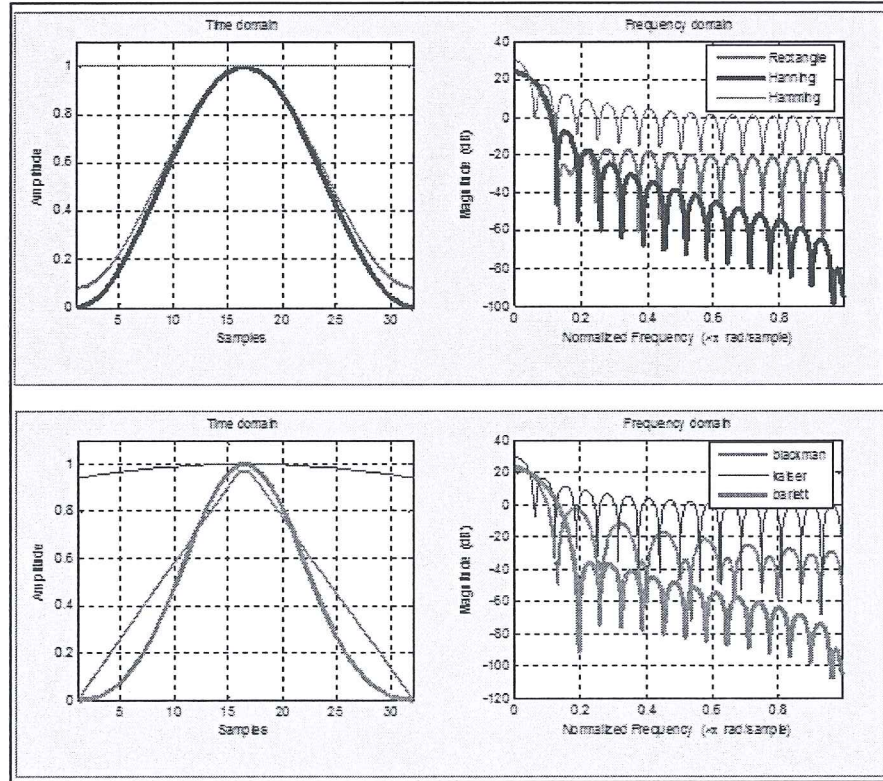 Time domain
Amplitude
1
0.8
0.6
0.4
0.2
0
5
10
15
20
25
30
Samples
Frequency domain
Magnitude (dB)
40
20
0
-20
-40
-60
-80
-100
0
0.2
0.4
0.6
0.8
Normalized Frequency (×π rad/sample)
Rectangle
Hanning
Hamming
Time domain
Amplitude
1
0.8
0.6
0.4
0.2
0
5
10
15
20
25
30
Samples
Frequency domain
Magnitude (dB)
40
20
0
-20
-40
-60
-80
-100
-120
0
0.2
0.4
0.6
0.8
Normalized Frequency (×π rad/sample)
blackman
kaiser
barlett